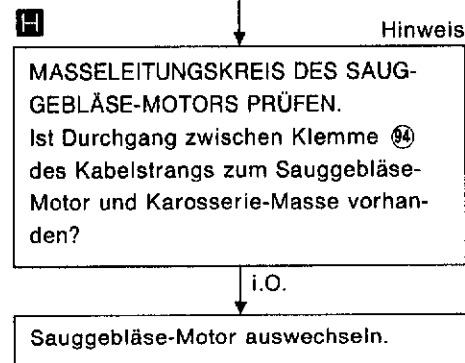 H
Hinweis
MASSELEITUNGSKREIS DES SAUG-
GEBLÄSE-MOTORS PRÜFEN.
Ist Durchgang zwischen Klemme 94
des Kabelstrangs zum Sauggebläse-
Motor und Karosserie-Masse vorhan-
den?
i.O.
Sauggebläse-Motor auswechseln.